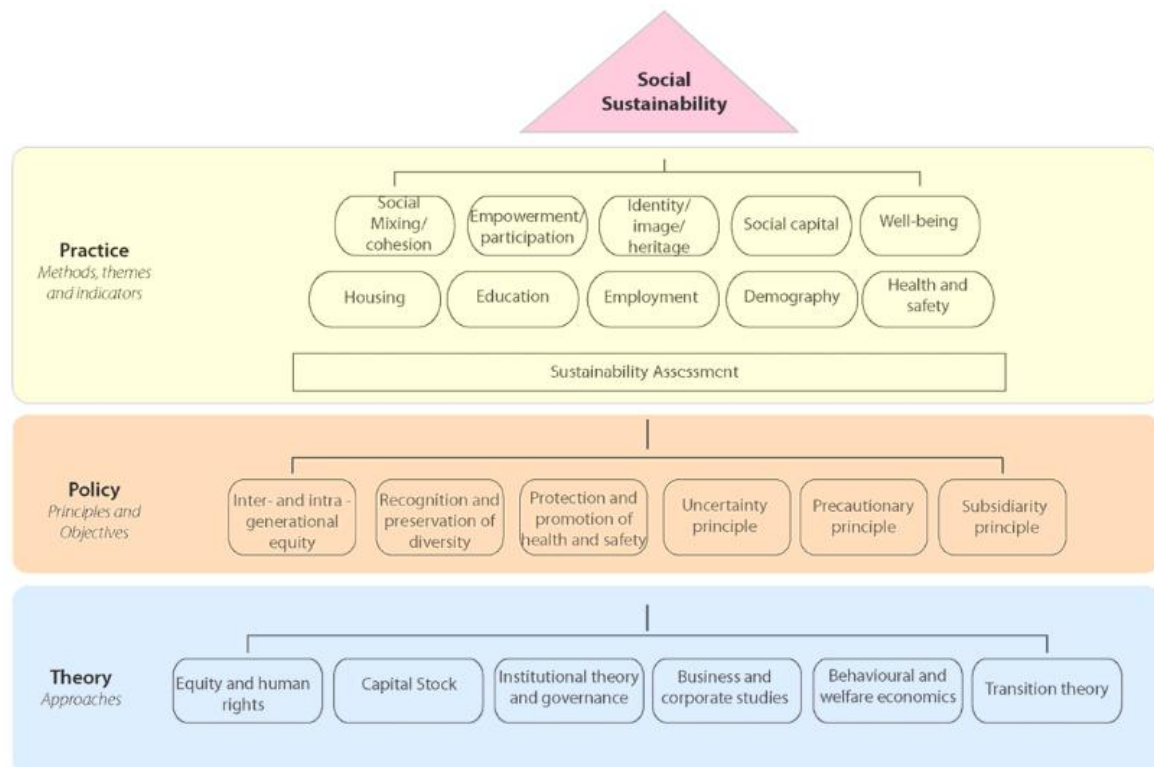 Social
Sustainability
Practice
Methods, themes
and indicators
Social
Mixing/
cohesion
Empowerment/
participation
Identity/
image/
heritage
Social capital
Well-being
Housing
Education
Employment
Demography
Health and
safety
Sustainability Assessment
Policy
Principles and
Objectives
Inter- and intra -
generational
equity
Recognition and
preservation of
diversity
Protection and
promotion of
health and safety
Uncertainty
principle
Precautionary
principle
Subsidiarity
principle
Theory
Approaches
Equity and human
rights
Capital Stock
Institutional theory
and governance
Business and
corporate studies
Behavioural and
welfare economics
Transition theory